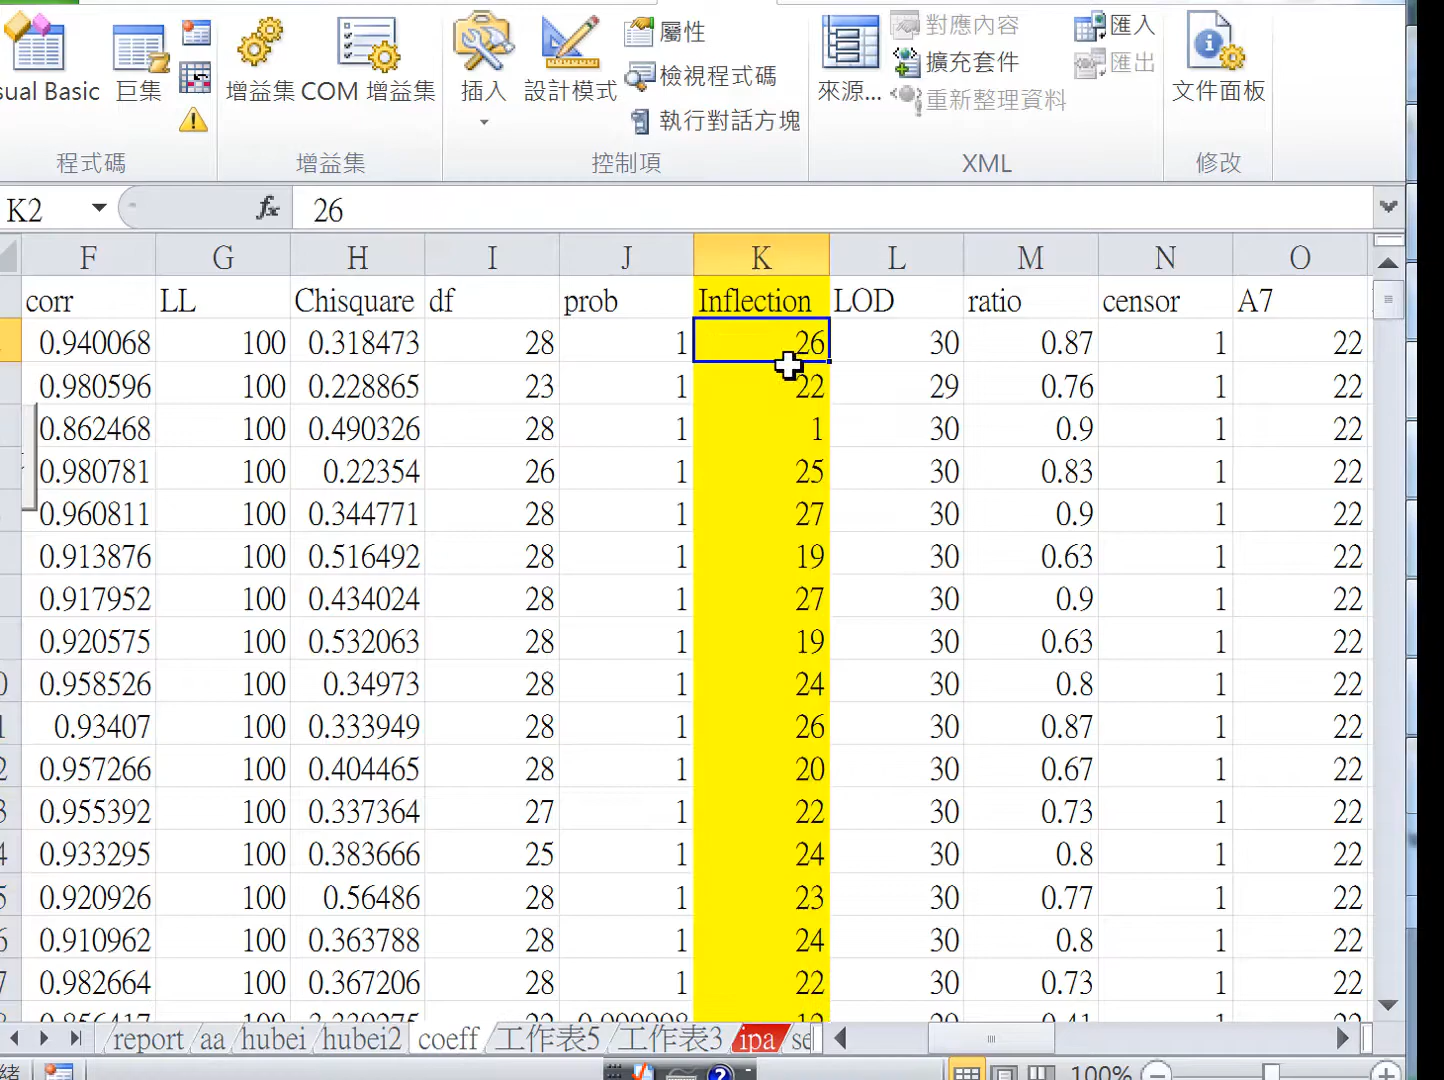 sual Basic 巨集 增益集 COM 增益集 插入 設計模式 屬性 檢視程式碼 執行對話方塊 來源... 對應內容 擴充套件 重新整理資料 匯入 匯出 文件面板
程式碼 增益集 控制項 XML 修改
K2 fx 26
F G H I J K L M N O
corr LL Chisquare df prob Inflection LOD ratio censor A7
0.940068 100 0.318473 28 1 26 30 0.87 1 22
0.980596 100 0.228865 23 1 22 29 0.76 1 22
0.862468 100 0.490326 28 1 1 30 0.9 1 22
0.980781 100 0.22354 26 1 25 30 0.83 1 22
0.960811 100 0.344771 28 1 27 30 0.9 1 22
0.913876 100 0.516492 28 1 19 30 0.63 1 22
0.917952 100 0.434024 28 1 27 30 0.9 1 22
0.920575 100 0.532063 28 1 19 30 0.63 1 22
0 0.958526 100 0.34973 28 1 24 30 0.8 1 22
1 0.93407 100 0.333949 28 1 26 30 0.87 1 22
2 0.957266 100 0.404465 28 1 20 30 0.67 1 22
3 0.955392 100 0.337364 27 1 22 30 0.73 1 22
4 0.933295 100 0.383666 25 1 24 30 0.8 1 22
5 0.920926 100 0.56486 28 1 23 30 0.77 1 22
6 0.910962 100 0.363788 28 1 24 30 0.8 1 22
7 0.982664 100 0.367206 28 1 22 30 0.73 1 22
report aa hubei hubei2 coeff 工作表5 工作表3 ipa se
緒 100%